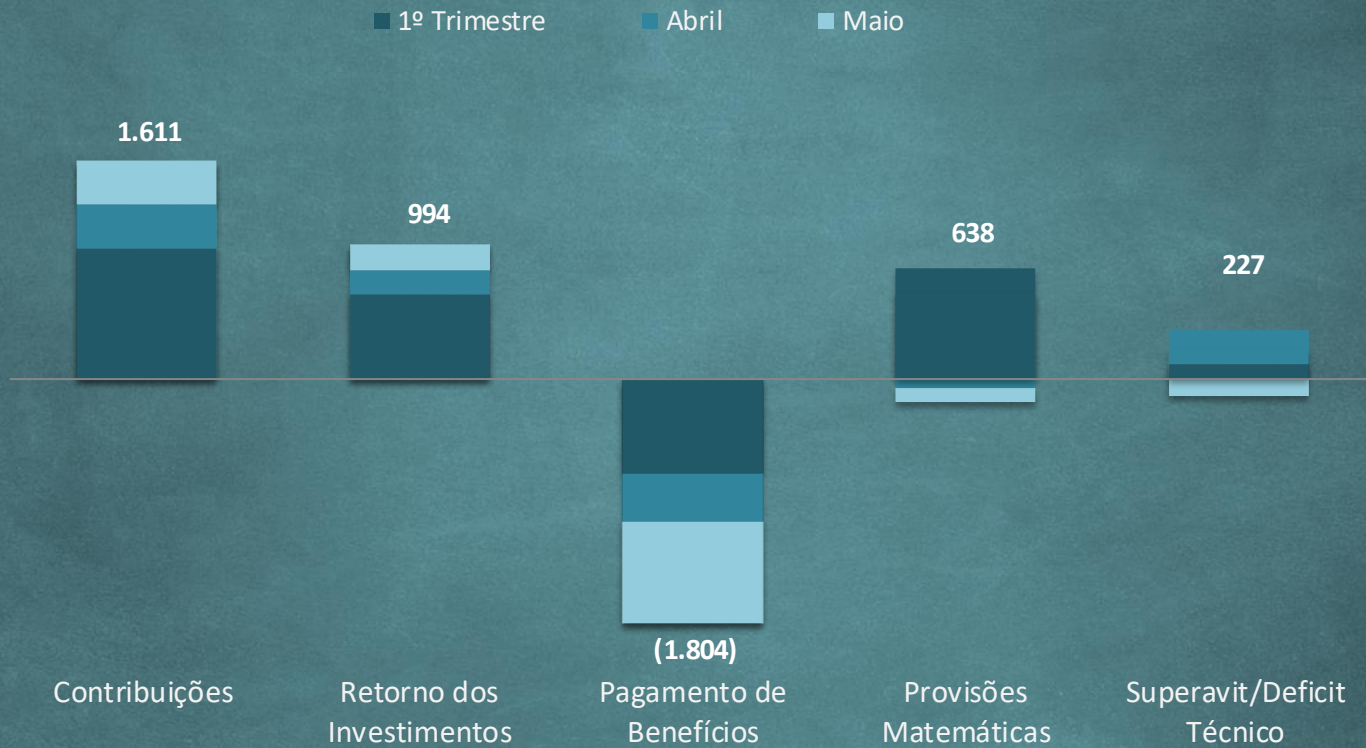 1º Trimestre
Abril
Maio
1.611
994
(1.804)
638
227
Contribuições
Retorno dos
Investimentos
Pagamento de
Benefícios
Provisões
Matemáticas
Superavit/Deficit
Técnico